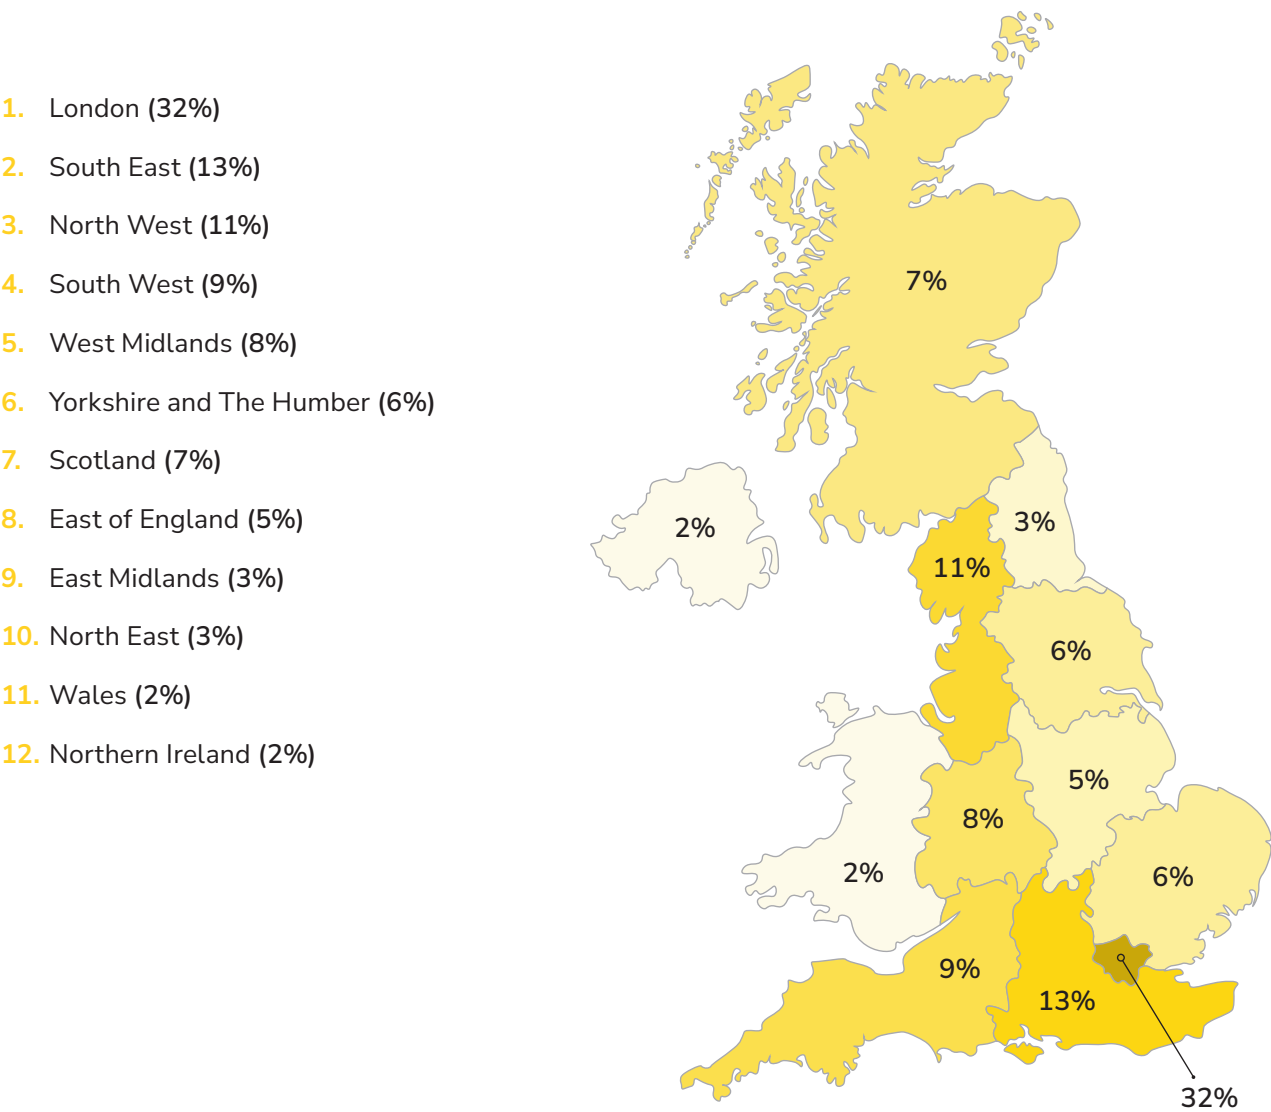 1. London (32%)
2. South East (13%)
3. North West (11%)
4. South West (9%)
5. West Midlands (8%)
6. Yorkshire and The Humber (6%)
7. Scotland (7%)
8. East of England (5%)
9. East Midlands (3%)
10. North East (3%)
11. Wales (2%)
12. Northern Ireland (2%)
7%
2%
3%
11%
6%
5%
8%
2%
6%
9%
13%
32%